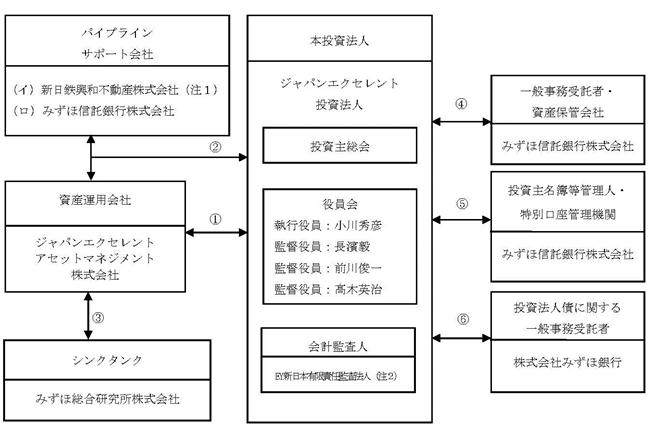 パイプライン
サポート会社
（イ）新日鉄興和不動産株式会社（注１）
（ロ）みずほ信託銀行株式会社
②
資産運用会社
ジャパンエクセレント
アセットマネジメント
株式会社
①
③
シンクタンク
みずほ総合研究所株式会社
本投資法人
ジャパンエクセレント
投資法人
投資主総会
役員会
執行役員：小川秀彦
監督役員：長濱毅
監督役員：前川俊一
監督役員：高木英治
会計監査人
EY新日本有限責任監査法人（注２）
④
一般事務受託者・
資産保管会社
みずほ信託銀行株式会社
⑤
投資主名簿等管理人・
特別口座管理機関
みずほ信託銀行株式会社
⑥
投資法人債に関する
一般事務受託者
株式会社みずほ銀行